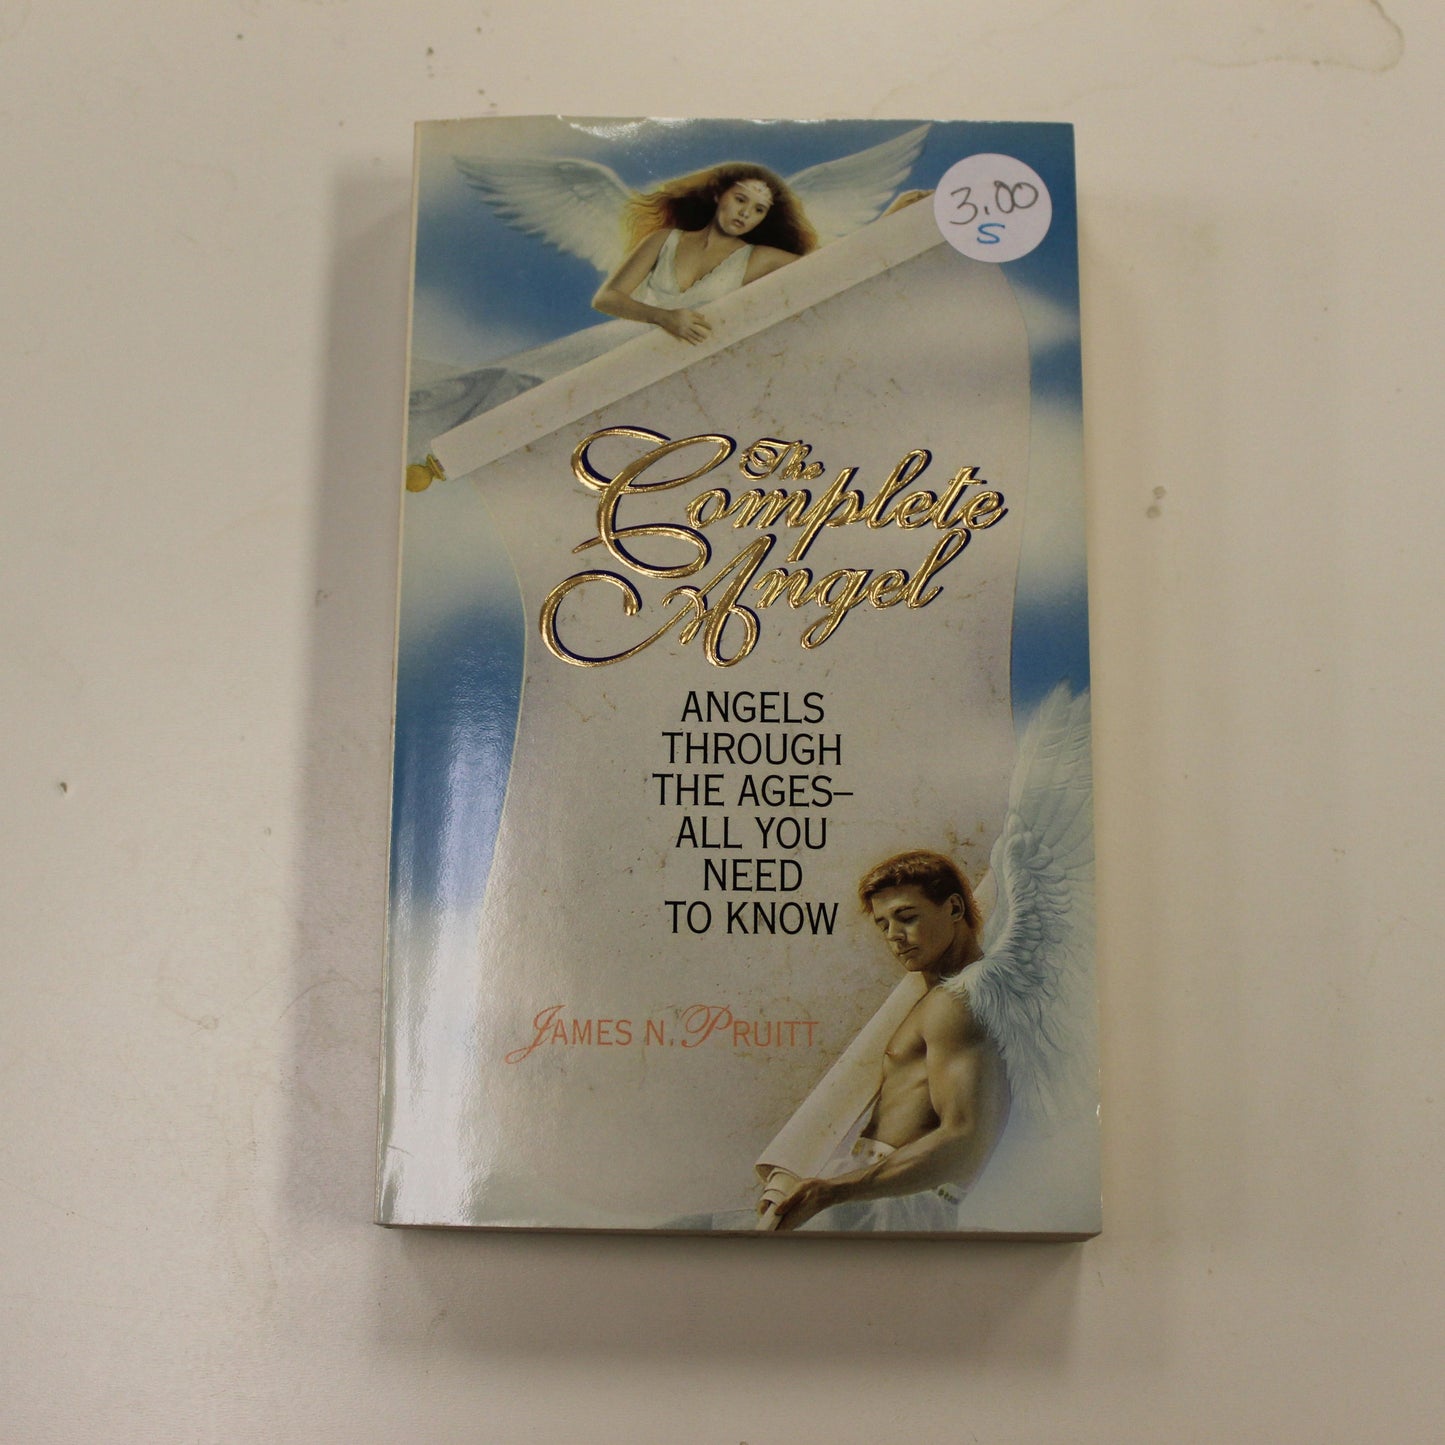 3.00
S
The
Complete
Angel
ANGELS
THROUGH
THE AGES–
ALL YOU
NEED
TO KNOW
JAMES N. PRUITT